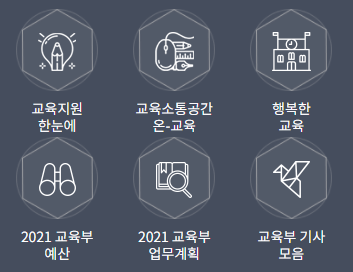 교육지원
한눈에
교육소통공간
온-교육
행복한
교육
2021 교육부
예산
2021 교육부
업무계획
교육부 기사
모음